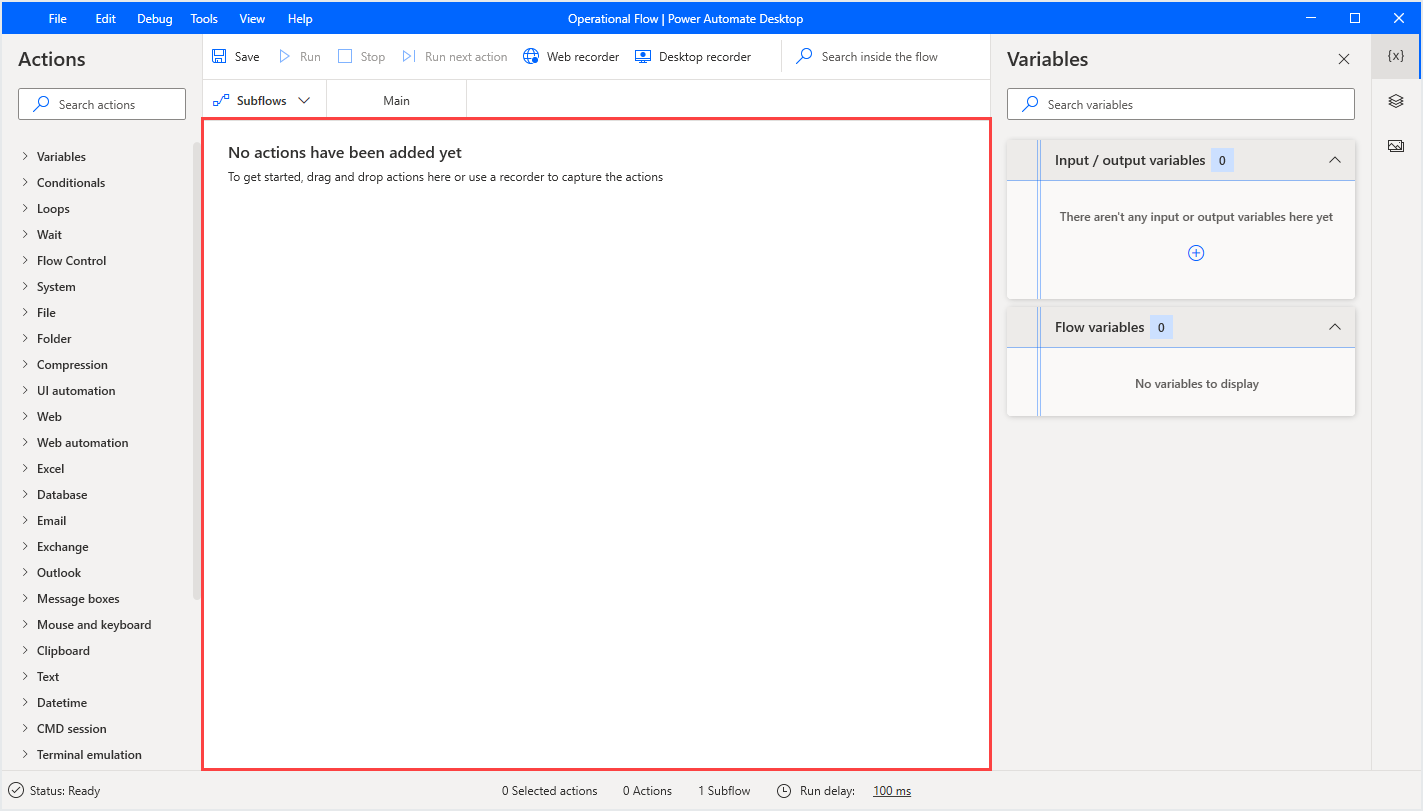 File Edit Debug Tools View Help Operational Flow | Power Automate Desktop
Actions
Search actions
Variables
Conditionals
Loops
Wait
Flow Control
System
File
Folder
Compression
UI automation
Web
Web automation
Excel
Database
Email
Exchange
Outlook
Message boxes
Mouse and keyboard
Clipboard
Text
Datetime
CMD session
Terminal emulation
Save Run Stop Run next action Web recorder Desktop recorder Search inside the flow
Subflows Main
No actions have been added yet
To get started, drag and drop actions here or use a recorder to capture the actions
Variables
{x}
Search variables
Input / output variables 0
There aren't any input or output variables here yet
Flow variables 0
No variables to display
Status: Ready 0 Selected actions 0 Actions 1 Subflow Run delay: 100 ms